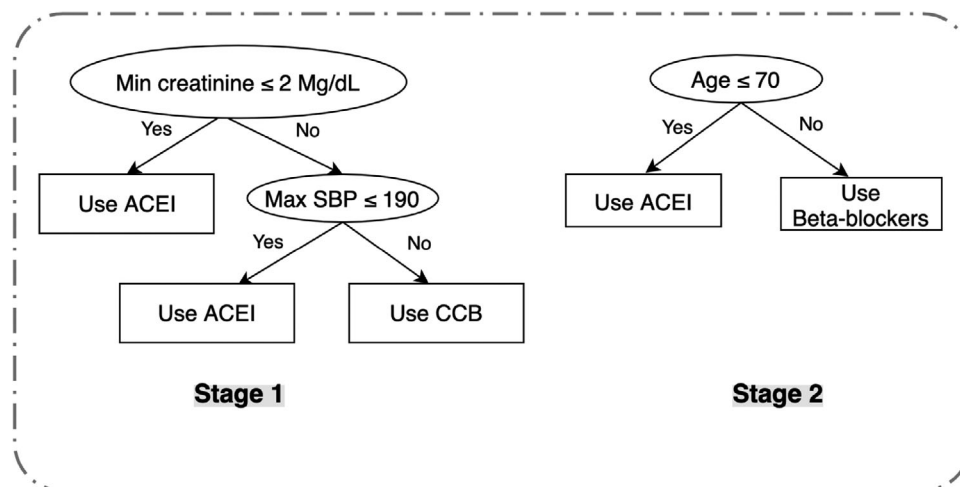 Min creatinine ≤ 2 Mg/dL
Yes
No
Use ACEI
Max SBP ≤ 190
Yes
No
Use ACEI
Use CCB
Stage 1
Age ≤ 70
Yes
No
Use ACEI
Use
Beta-blockers
Stage 2